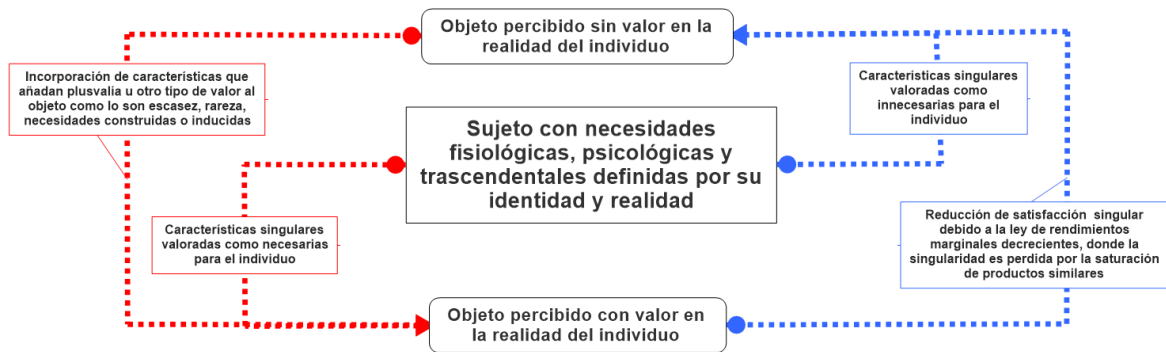 Objeto percibido sin valor en la
realidad del individuo
Incorporación de características que
añadan plusvalia u otro tipo de valor al
objeto como lo son escasez, rareza,
necesidades construidas o inducidas
Características singulares
valoradas como
innecesarias para el
individuo
Sujeto con necesidades
fisiológicas, psicológicas y
trascendentales definidas por su
identidad y realidad
Características singulares
valoradas como necesarias
para el individuo
Reducción de satisfacción singular
debido a la ley de rendimientos
marginales decrecientes, donde la
singularidad es perdida por la saturación
de productos similares
Objeto percibido con valor en
la realidad del individuo